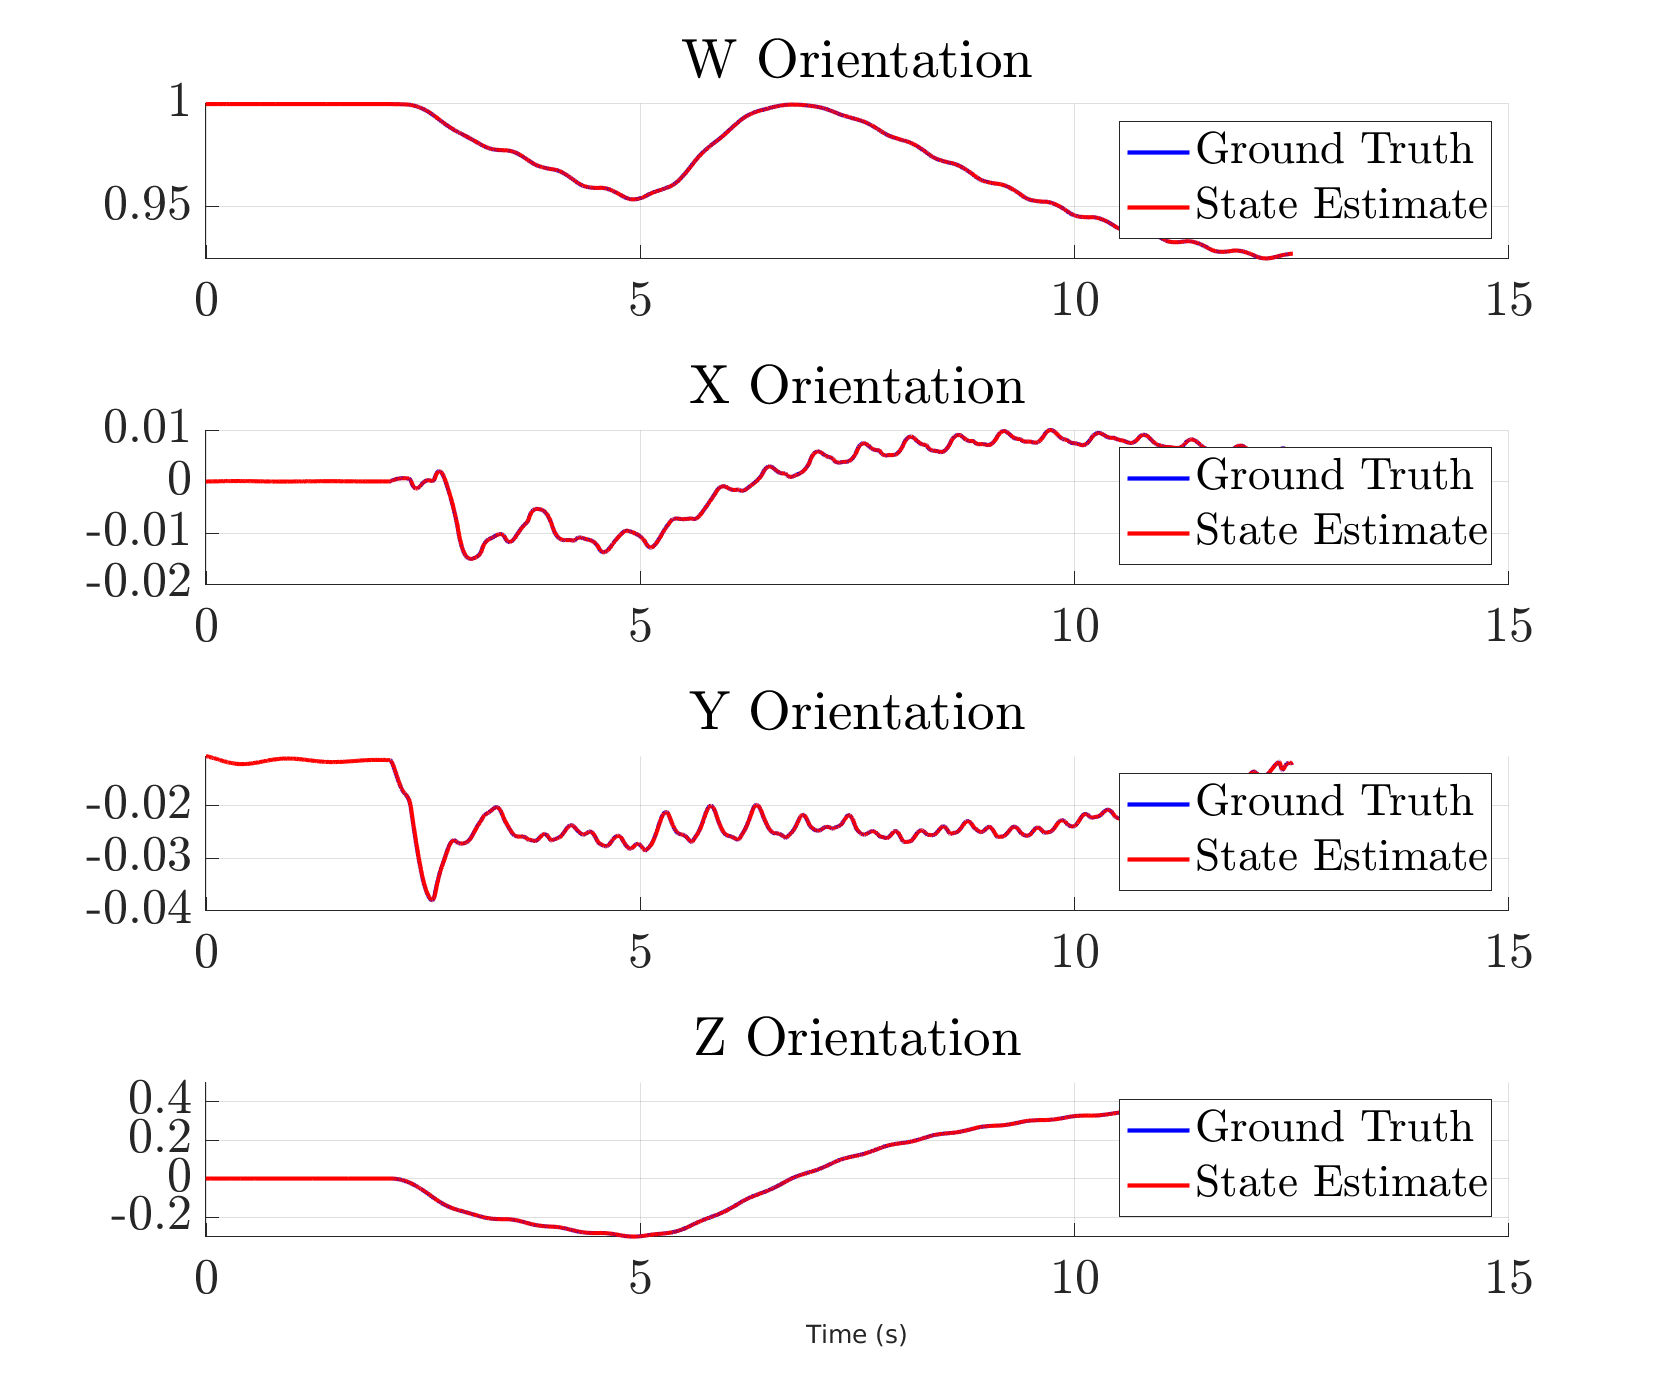 W Orientation
1
0.95
Ground Truth
State Estimate
0 5 10 15
X Orientation
0.01
0
-0.01
-0.02
Ground Truth
State Estimate
0 5 10 15
Y Orientation
-0.02
-0.03
-0.04
Ground Truth
State Estimate
0 5 10 15
Z Orientation
0.4
0.2
0
-0.2
Ground Truth
State Estimate
0 5 10 15
Time (s)